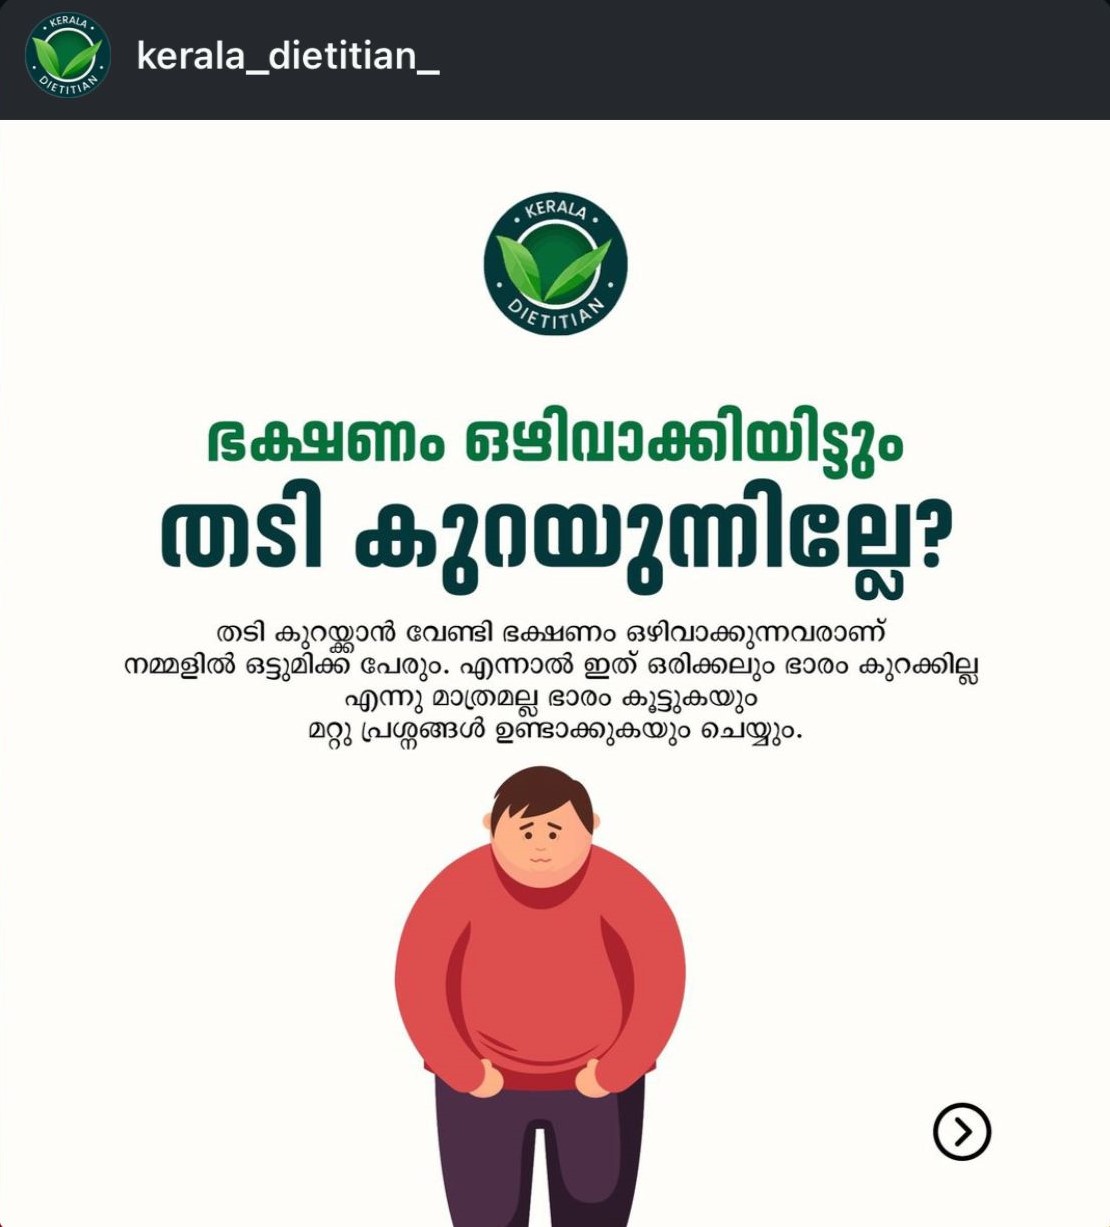 KERALA
DIETITIAN
kerala_dietitian_
KERALA
DIETITIAN
ഭക്ഷണം ഒഴിവാക്കിയിട്ടും
തടി കുറയുന്നില്ലേ?
തടി കുറയ്ക്കാൻ വേണ്ടി ഭക്ഷണം ഒഴിവാക്കുന്നവരാണ്
നമ്മളിൽ ഒട്ടുമിക്ക പേരും. എന്നാൽ ഇത് ഒരിക്കലും ഭാരം കുറക്കില്ല
എന്നു മാത്രമല്ല ഭാരം കൂട്ടുകയും
മറ്റു പ്രശ്നങ്ങൾ ഉണ്ടാക്കുകയും ചെയ്യും.